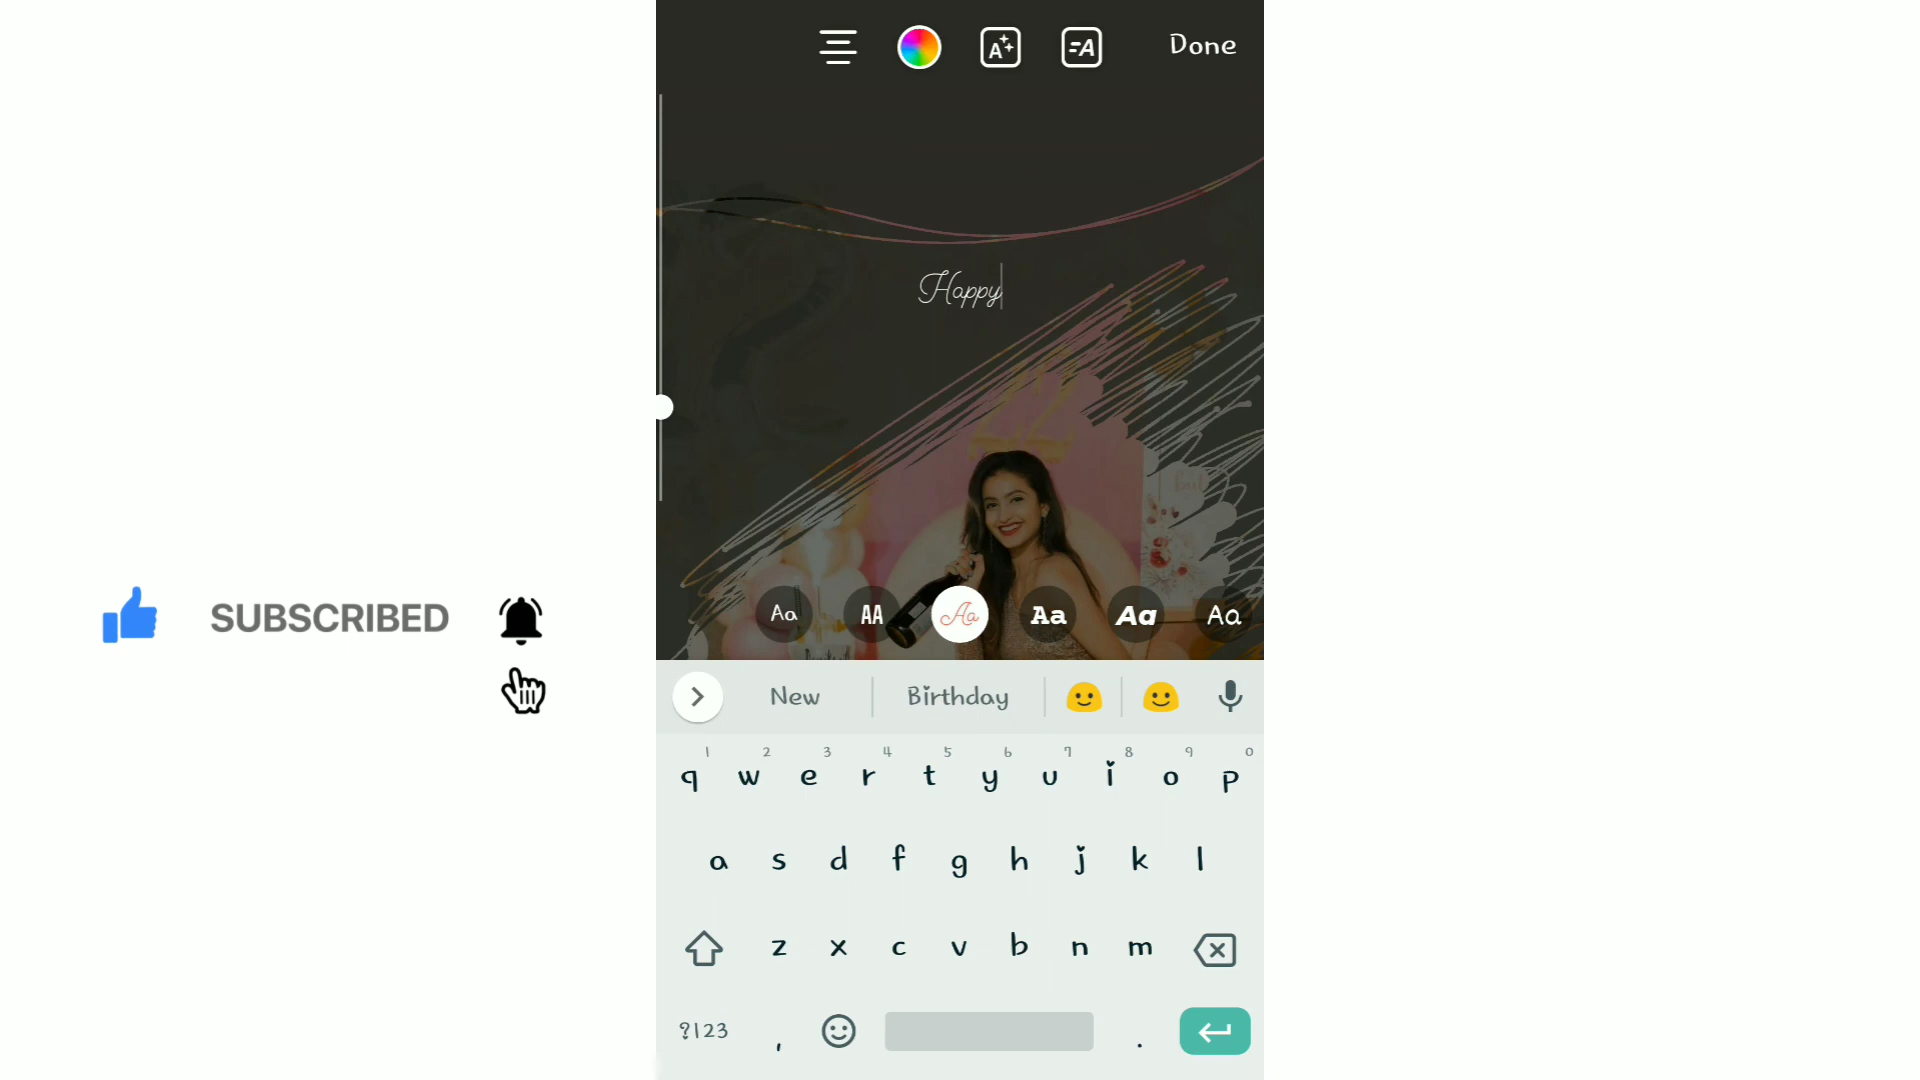 Done
Happy
Aa AA Aa Aa Aa Aa
SUBSCRIBED
New Birthday
1 2 3 4 5 6 7 8 9 0
q w e r t y u i o p
a s d f g h j k l
z x c v b n m
?123 , .